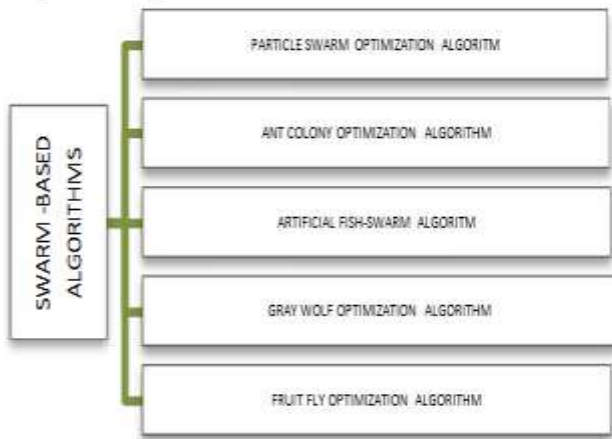 SWARM -BASED
ALGORITHMS
PARTICLE SWARM OPTIMIZATION ALGORITM
ANT COLONY OPTIMIZATION ALGORITHM
ARTIFICIAL FISH-SWARM ALGORITM
GRAY WOLF OPTIMIZATION ALGORITHM
FRUIT FLY OPTIMIZATION ALGORITHM